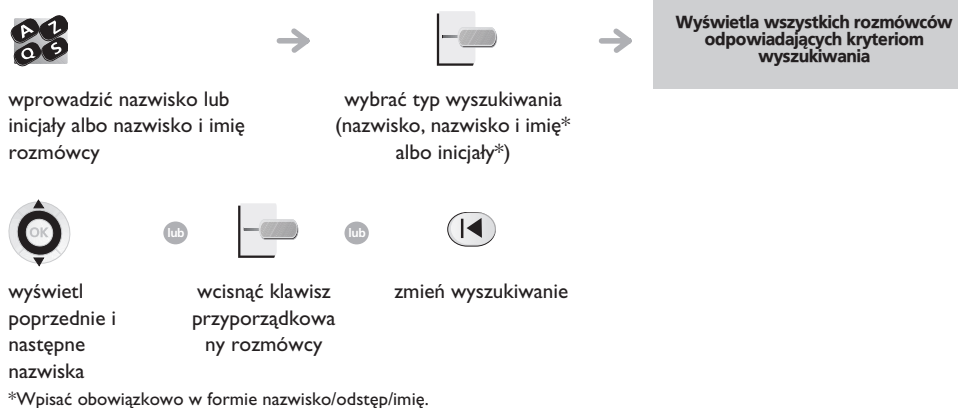 A Z
Q S
Wyświetla wszystkich rozmówców
odpowiadających kryteriom
wyszukiwania
wprowadzić nazwisko lub
inicjały albo nazwisko i imię
rozmówcy
wybrać typ wyszukiwania
(nazwisko, nazwisko i imię*
albo inicjały*)
OK
lub
lub
wyświetl
poprzednie i
następne
nazwiska
wcisnąć klawisz
przyporządkowa
ny rozmówcy
zmień wyszukiwanie
*Wpisać obowiązkowo w formie nazwisko/odstęp/imię.